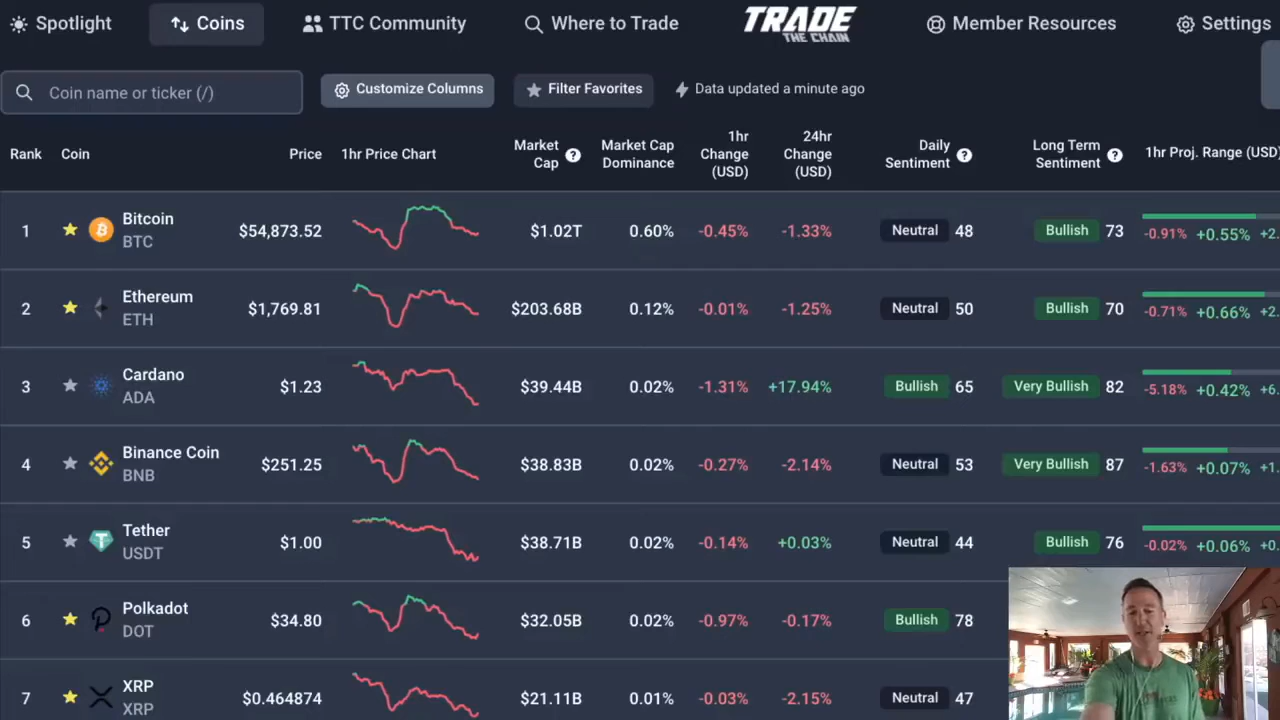 Spotlight Coins TTC Community Where to Trade TRADE THE CHAIN Member Resources Settings
Coin name or ticker (/) Customize Columns Filter Favorites Data updated a minute ago
Rank Coin Price 1hr Price Chart Market Cap ? Market Cap Dominance 1hr Change (USD) 24hr Change (USD) Daily Sentiment ? Long Term Sentiment ? 1hr Proj. Range (USD)
1 Bitcoin BTC $54,873.52 $1.02T 0.60% -0.45% -1.33% Neutral 48 Bullish 73 -0.91% +0.55% +2.
2 Ethereum ETH $1,769.81 $203.68B 0.12% -0.01% -1.25% Neutral 50 Bullish 70 -0.71% +0.66% +2.
3 Cardano ADA $1.23 $39.44B 0.02% -1.31% +17.94% Bullish 65 Very Bullish 82 -5.18% +0.42% +6.
4 Binance Coin BNB $251.25 $38.83B 0.02% -0.27% -2.14% Neutral 53 Very Bullish 87 -1.63% +0.07% +1.
5 Tether USDT $1.00 $38.71B 0.02% -0.14% +0.03% Neutral 44 Bullish 76 -0.02% +0.06% +0.
6 Polkadot DOT $34.80 $32.05B 0.02% -0.97% -0.17% Bullish 78
7 XRP XRP $0.464874 $21.11B 0.01% -0.03% -2.15% Neutral 47